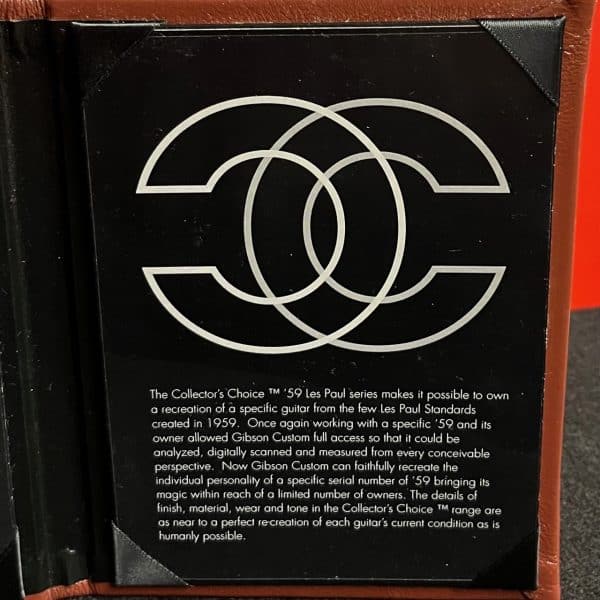 The Collector's Choice ™ '59 Les Paul series makes it possible to own
a recreation of a specific guitar from the few Les Paul Standards
created in 1959. Once again working with a specific '59 and its
owner allowed Gibson Custom full access so that it could be
analyzed, digitally scanned and measured from every conceivable
perspective. Now Gibson Custom can faithfully recreate the
individual personality of a specific serial number of '59 bringing its
magic within reach of a limited number of owners. The details of
finish, material, wear and tone in the Collector's Choice ™ range are
as near to a perfect re-creation of each guitar's current condition as is
humanly possible.